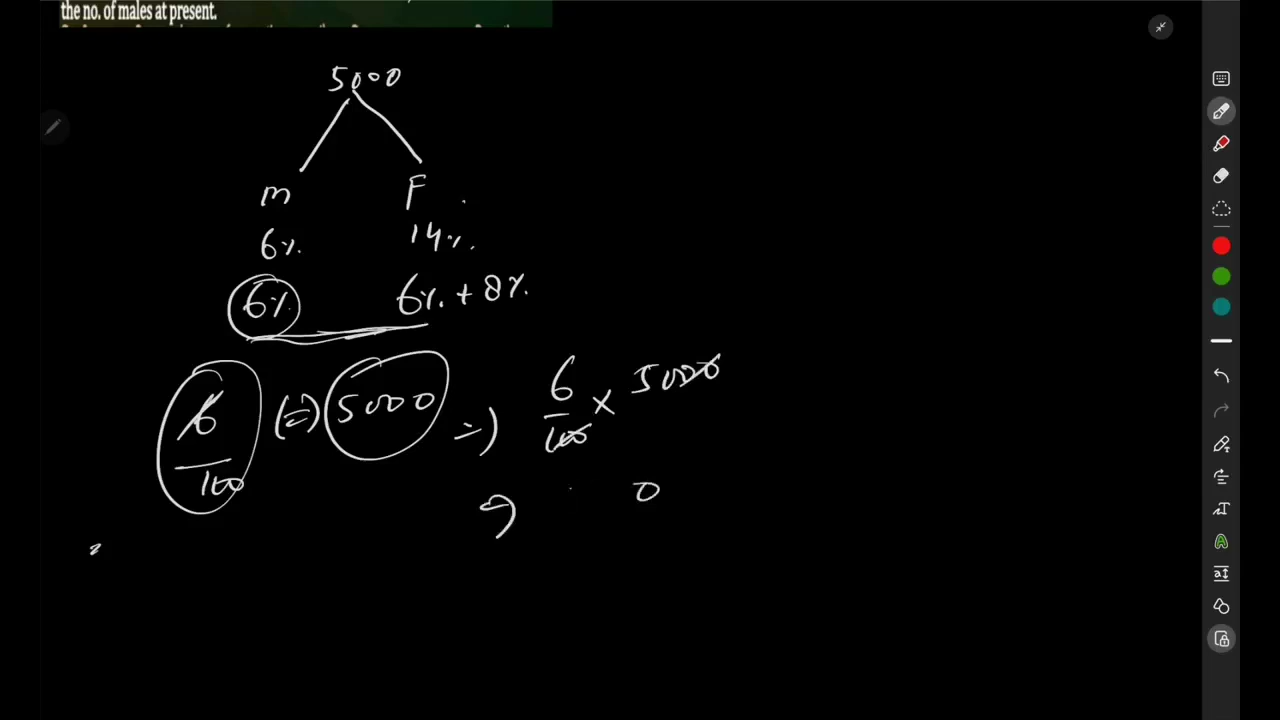 the no. of males at present.
5000
m F
6% 14%.
6% 6% + 8%.
6/100 (=) 5000 =) 6/100 × 5000
0